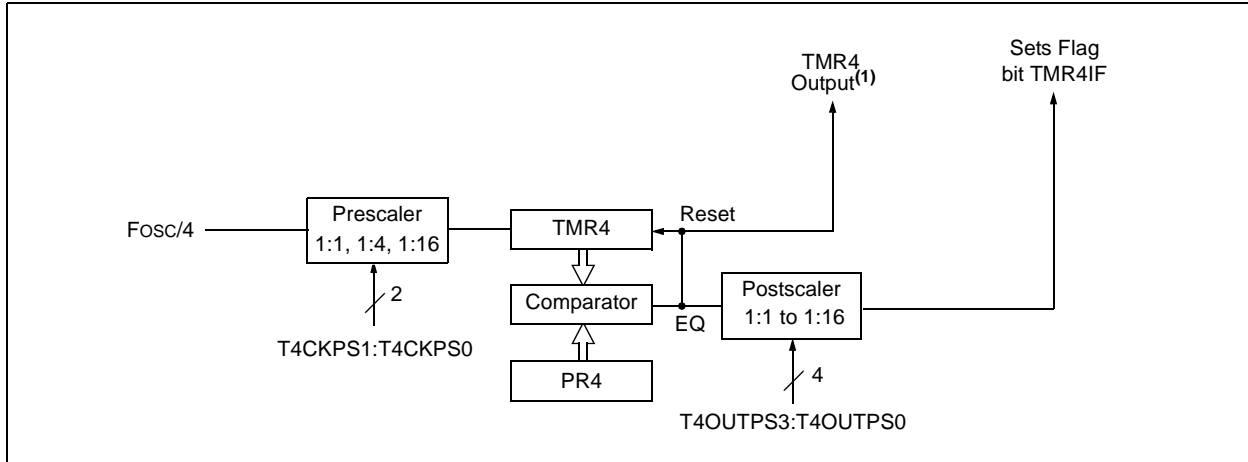 TMR4
Output(1)
Sets Flag
bit TMR4IF
FOSC/4
Prescaler
1:1, 1:4, 1:16
TMR4
Reset
2
Comparator
EQ
Postscaler
1:1 to 1:16
T4CKPS1:T4CKPS0
PR4
4
T4OUTPS3:T4OUTPS0